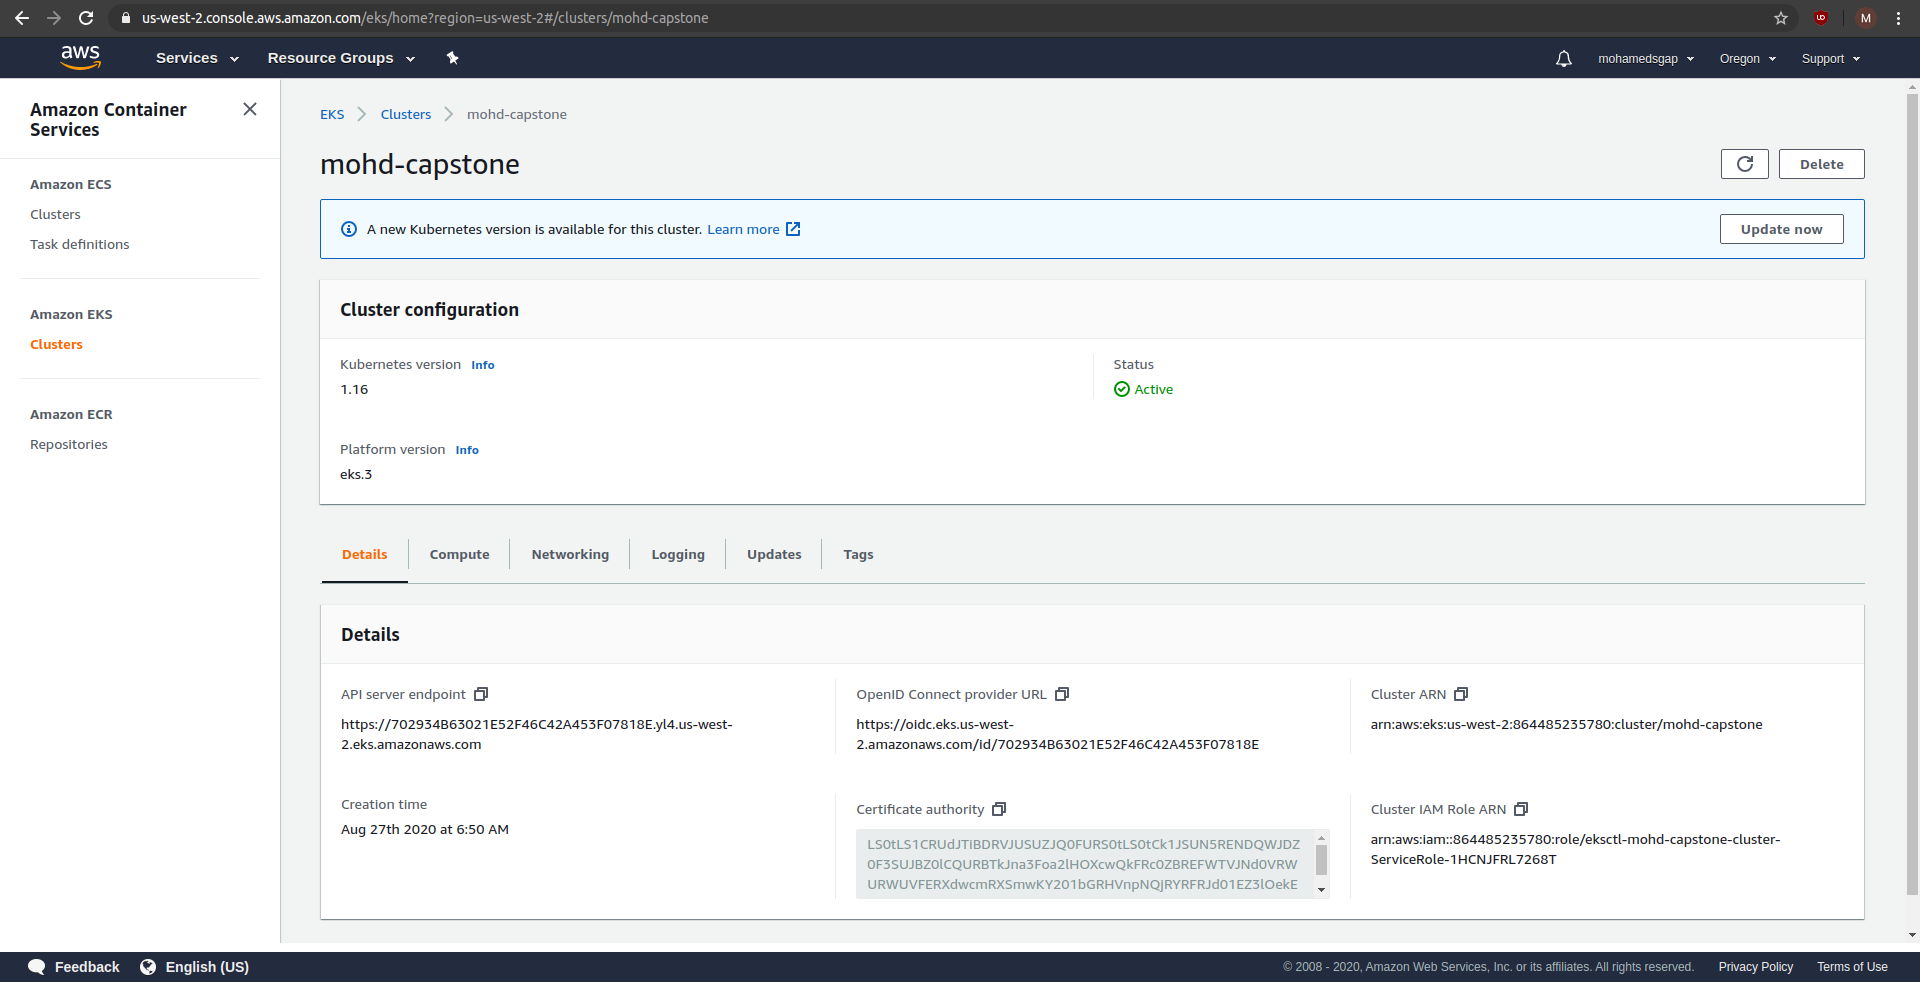 us-west-2.console.aws.amazon.com/eks/home?region=us-west-2#/clusters/mohd-capstone
M
aws
Services
Resource Groups
mohamedsgap
Oregon
Support
Amazon Container
Services
Amazon ECS
Clusters
Task definitions
Amazon EKS
Clusters
Amazon ECR
Repositories
EKS
Clusters
mohd-capstone
mohd-capstone
Delete
A new Kubernetes version is available for this cluster. Learn more
Update now
Cluster configuration
Kubernetes version Info
1.16
Status
Active
Platform version Info
eks.3
Details
Compute
Networking
Logging
Updates
Tags
Details
API server endpoint
https://702934B63021E52F46C42A453F07818E.yl4.us-west-
2.eks.amazonaws.com
OpenID Connect provider URL
https://oidc.eks.us-west-
2.amazonaws.com/id/702934B63021E52F46C42A453F07818E
Cluster ARN
arn:aws:eks:us-west-2:864485235780:cluster/mohd-capstone
Creation time
Aug 27th 2020 at 6:50 AM
Certificate authority
LS0tLS1CRUdJTiBDRVJUSUZJQ0FURS0tLS0tCk1JSUN5RENDQWJDZ
0F3SUJBZ0lCQURBTkJna3Foa2lHOXcwQkFRc0ZBREFWTVJNd0VRW
URWUVFERXdwcmRXSmwKY201bGRHVnpNQjRYRFRJd01EZ3lOekE
Cluster IAM Role ARN
arn:aws:iam::864485235780:role/eksctl-mohd-capstone-cluster-
ServiceRole-1HCNJFRL7268T
Feedback
English (US)
© 2008 - 2020, Amazon Web Services, Inc. or its affiliates. All rights reserved.
Privacy Policy
Terms of Use